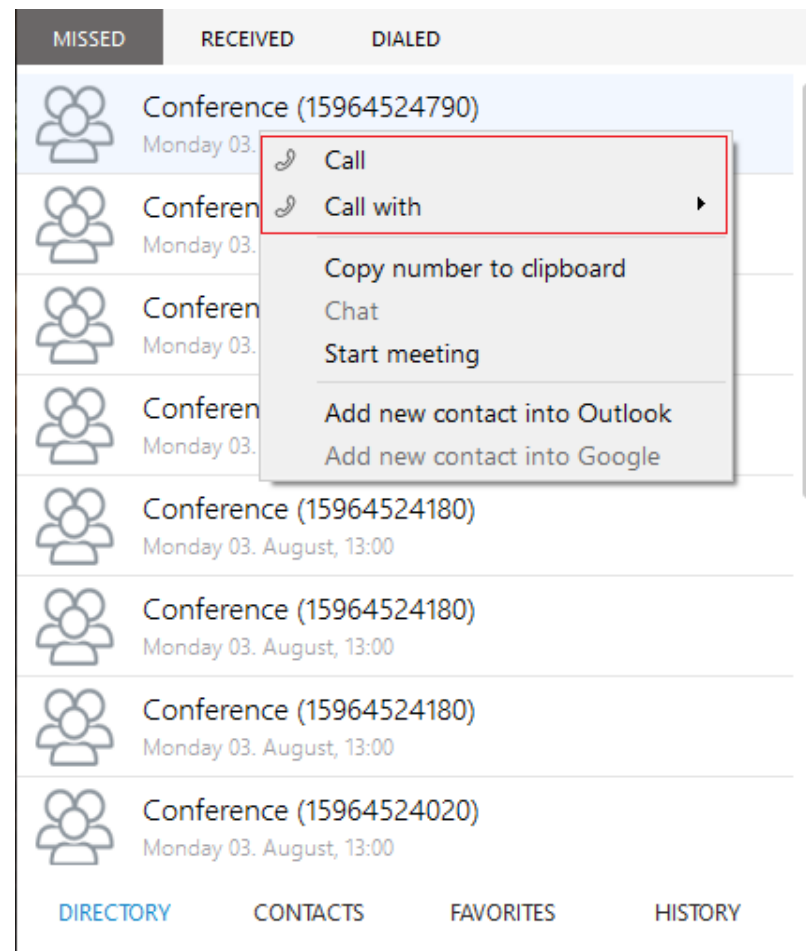 MISSED RECEIVED DIALED
Conference (15964524790)
Monday 03.
Call
Conferen
Call with
Monday 03.
Copy number to clipboard
Conferen
Chat
Monday 03.
Start meeting
Conferen
Add new contact into Outlook
Monday 03.
Add new contact into Google
Conference (15964524180)
Monday 03. August, 13:00
Conference (15964524180)
Monday 03. August, 13:00
Conference (15964524180)
Monday 03. August, 13:00
Conference (15964524020)
Monday 03. August, 13:00
DIRECTORY CONTACTS FAVORITES HISTORY